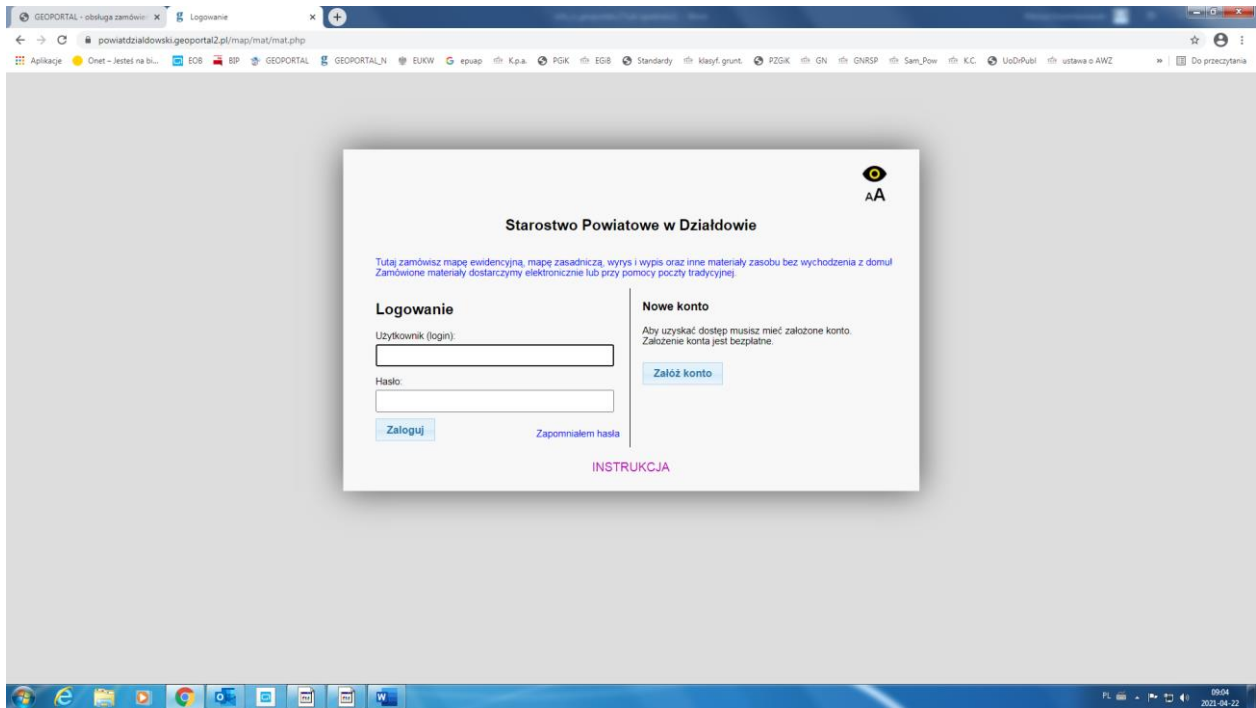 GEOPORTAL - obsługa zamówie
Logowanie
powiatdzialdowski.geoportal2.pl/map/mat/mat.php
Aplikacje Onet – Jesteś na bi... EOB BIP GEOPORTAL GEOPORTAL_N EUKW epuap K.p.a. PGiK EGiB Standardy klasyf. grunt. PZGiK GN GNRSP Sam_Pow K.C. UoDrPubl ustawa o AWZ » Do przeczytania
AA
Starostwo Powiatowe w Działdowie
Tutaj zamówisz mapę ewidencyjną, mapę zasadniczą, wyrys i wypis oraz inne materiały zasobu bez wychodzenia z domu!
Zamówione materiały dostarczymy elektronicznie lub przy pomocy poczty tradycyjnej.
Logowanie
Użytkownik (login):
Hasło:
Zaloguj
Zapomniałem hasła
Nowe konto
Aby uzyskać dostęp musisz mieć założone konto.
Założenie konta jest bezpłatne.
Załóż konto
INSTRUKCJA
PL
09:04
2021-04-22